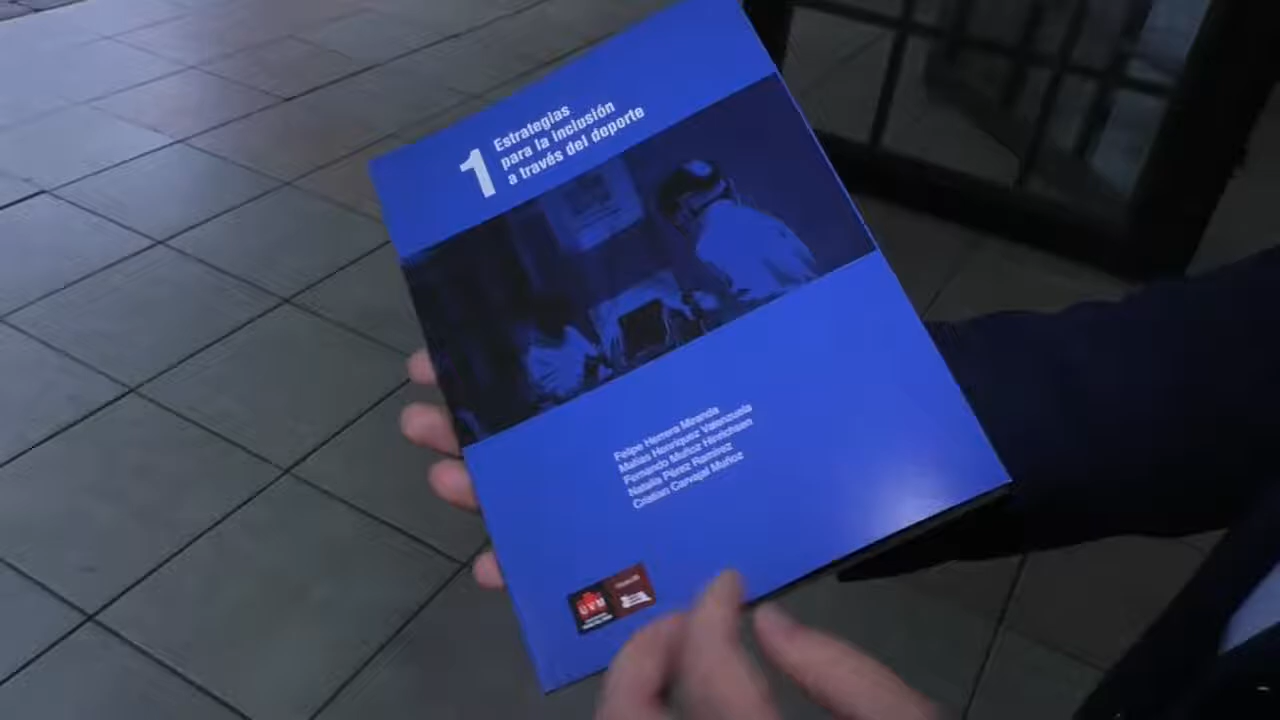 1
Estrategias
para la inclusión
a través del deporte
Felipe Herrera Miranda
Matías Henríquez Valenzuela
Fernando Muñoz Hinrichsen
Natalia Pérez Ramírez
Cristian Carvajal Muñoz
UVM